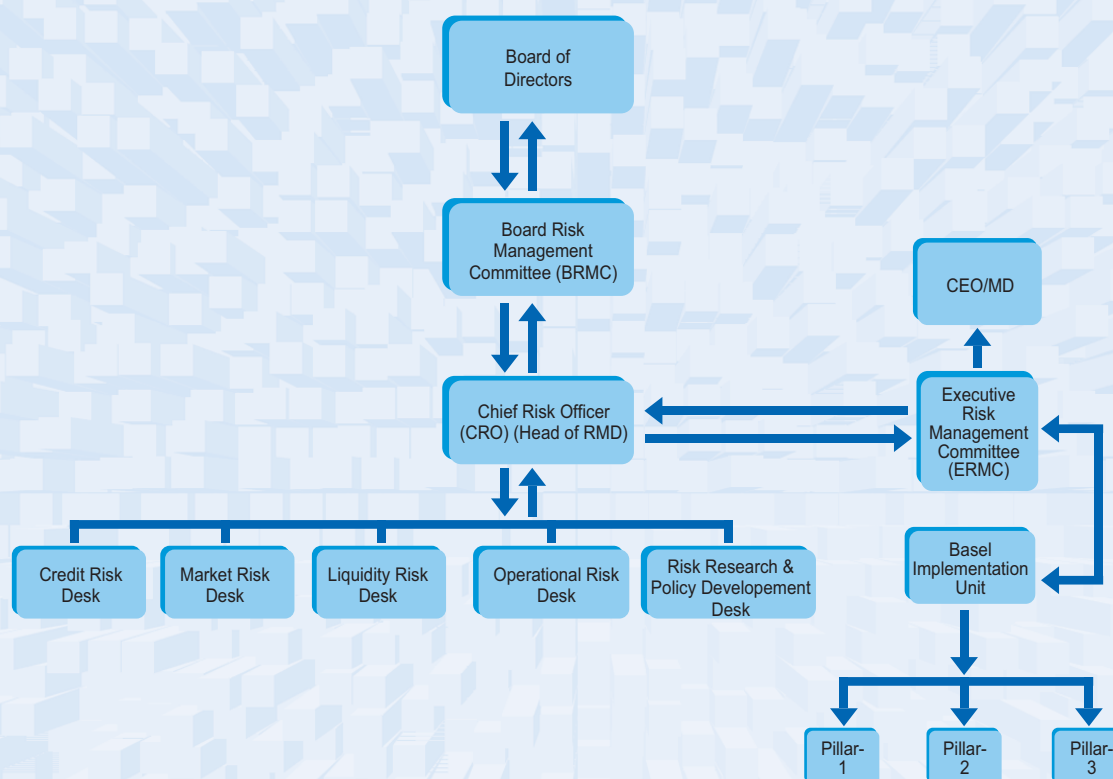 Board of
Directors
Board Risk
Management
Committee (BRMC)
CEO/MD
Chief Risk Officer
(CRO) (Head of RMD)
Executive
Risk
Management
Committee
(ERMC)
Credit Risk
Desk
Market Risk
Desk
Liquidity Risk
Desk
Operational Risk
Desk
Risk Research &
Policy Developement
Desk
Basel
Implementation
Unit
Pillar-
1
Pillar-
2
Pillar-
3